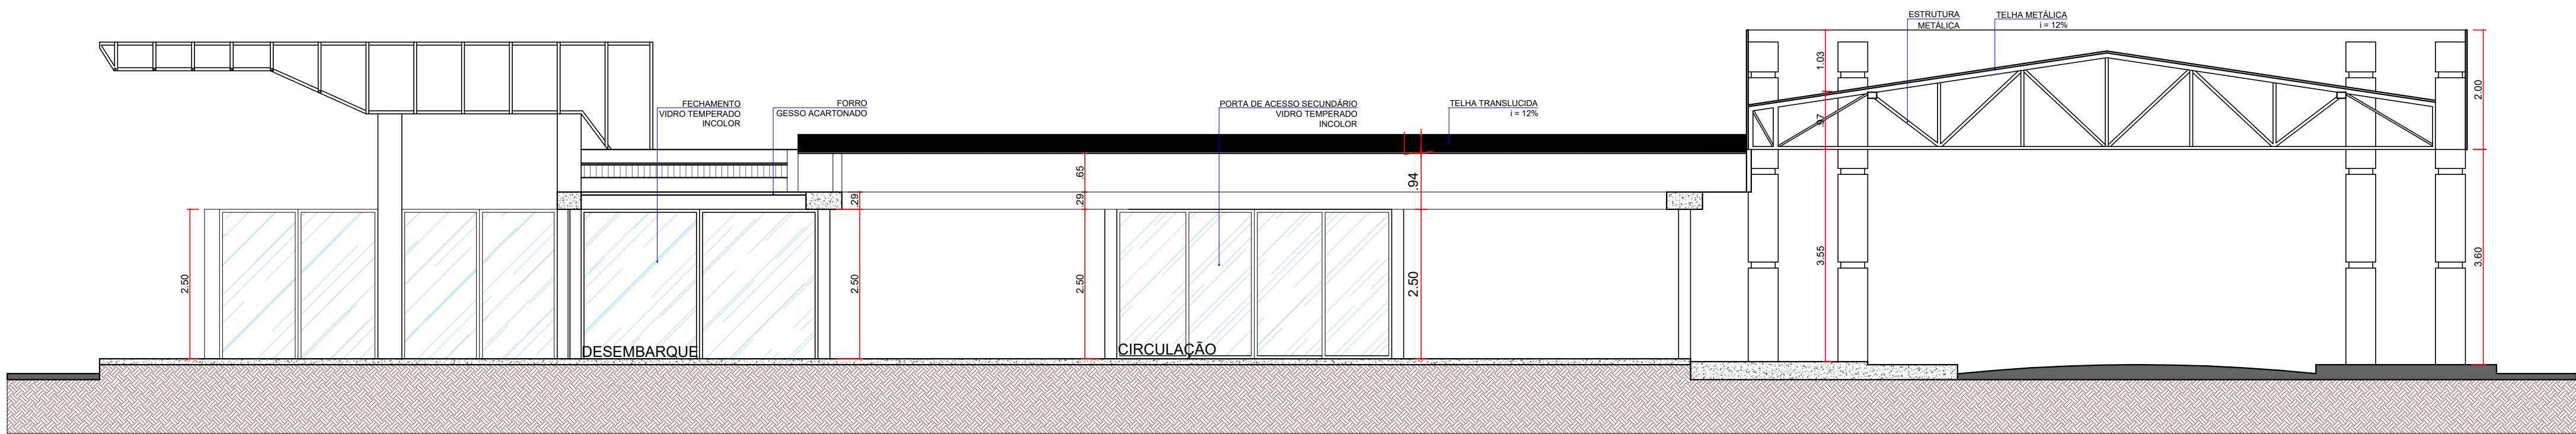 ESTRUTURA
METÁLICA
TELHA METÁLICA
i = 12%
FECHAMENTO
VIDRO TEMPERADO
INCOLOR
FORRO
GESSO ACARTONADO
PORTA DE ACESSO SECUNDÁRIO
VIDRO TEMPERADO
INCOLOR
TELHA TRANSLUCIDA
i = 12%
2.50
.29
2.50
.65
.29
2.50
.94
2.50
1.03
.97
3.55
2.00
3.60
DESEMBARQUE
CIRCULAÇÃO